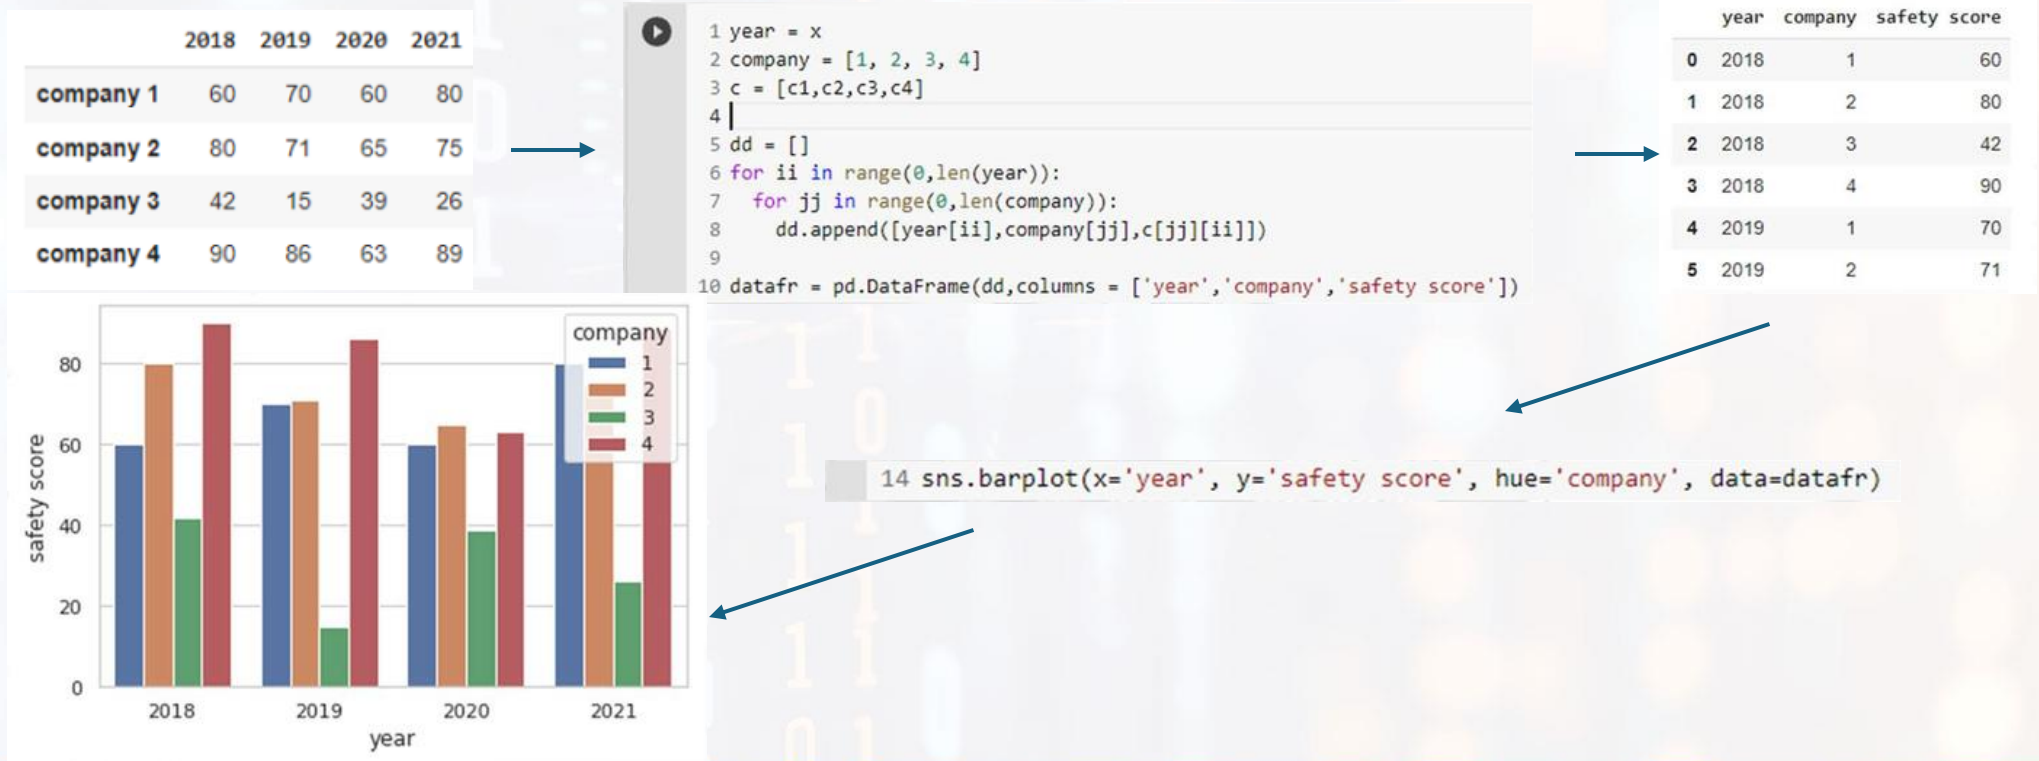 2018 2019 2020 2021
company 1 60 70 60 80
company 2 80 71 65 75
company 3 42 15 39 26
company 4 90 86 63 89
1 year = x
2 company = [1, 2, 3, 4]
3 c = [c1,c2,c3,c4]
4
5 dd = []
6 for ii in range(0,len(year)):
7   for jj in range(0,len(company)):
8     dd.append([year[ii],company[jj],c[jj][ii]])
9
10 datafr = pd.DataFrame(dd,columns = ['year','company','safety score'])
year company safety score
0 2018 1 60
1 2018 2 80
2 2018 3 42
3 2018 4 90
4 2019 1 70
5 2019 2 71
14 sns.barplot(x='year', y='safety score', hue='company', data=datafr)
company
1
2
3
4
80
60
40
20
0
safety score
2018 2019 2020 2021
year